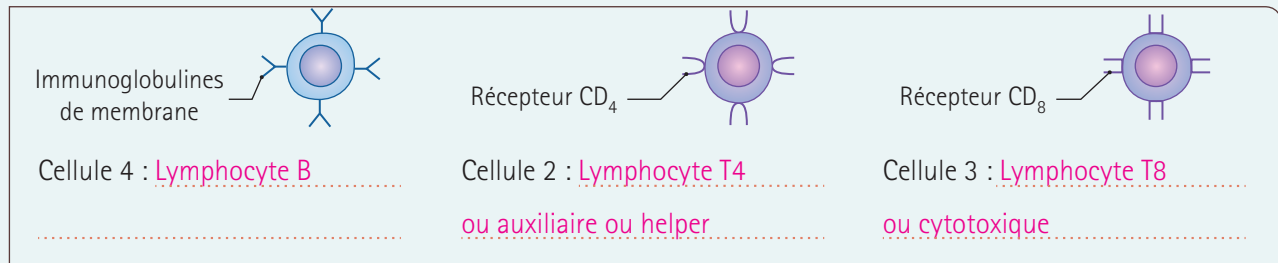 Immunoglobulines
de membrane
Récepteur CD₄
Récepteur CD₈
Cellule 4 : Lymphocyte B
Cellule 2 : Lymphocyte T4
ou auxiliaire ou helper
Cellule 3 : Lymphocyte T8
ou cytotoxique